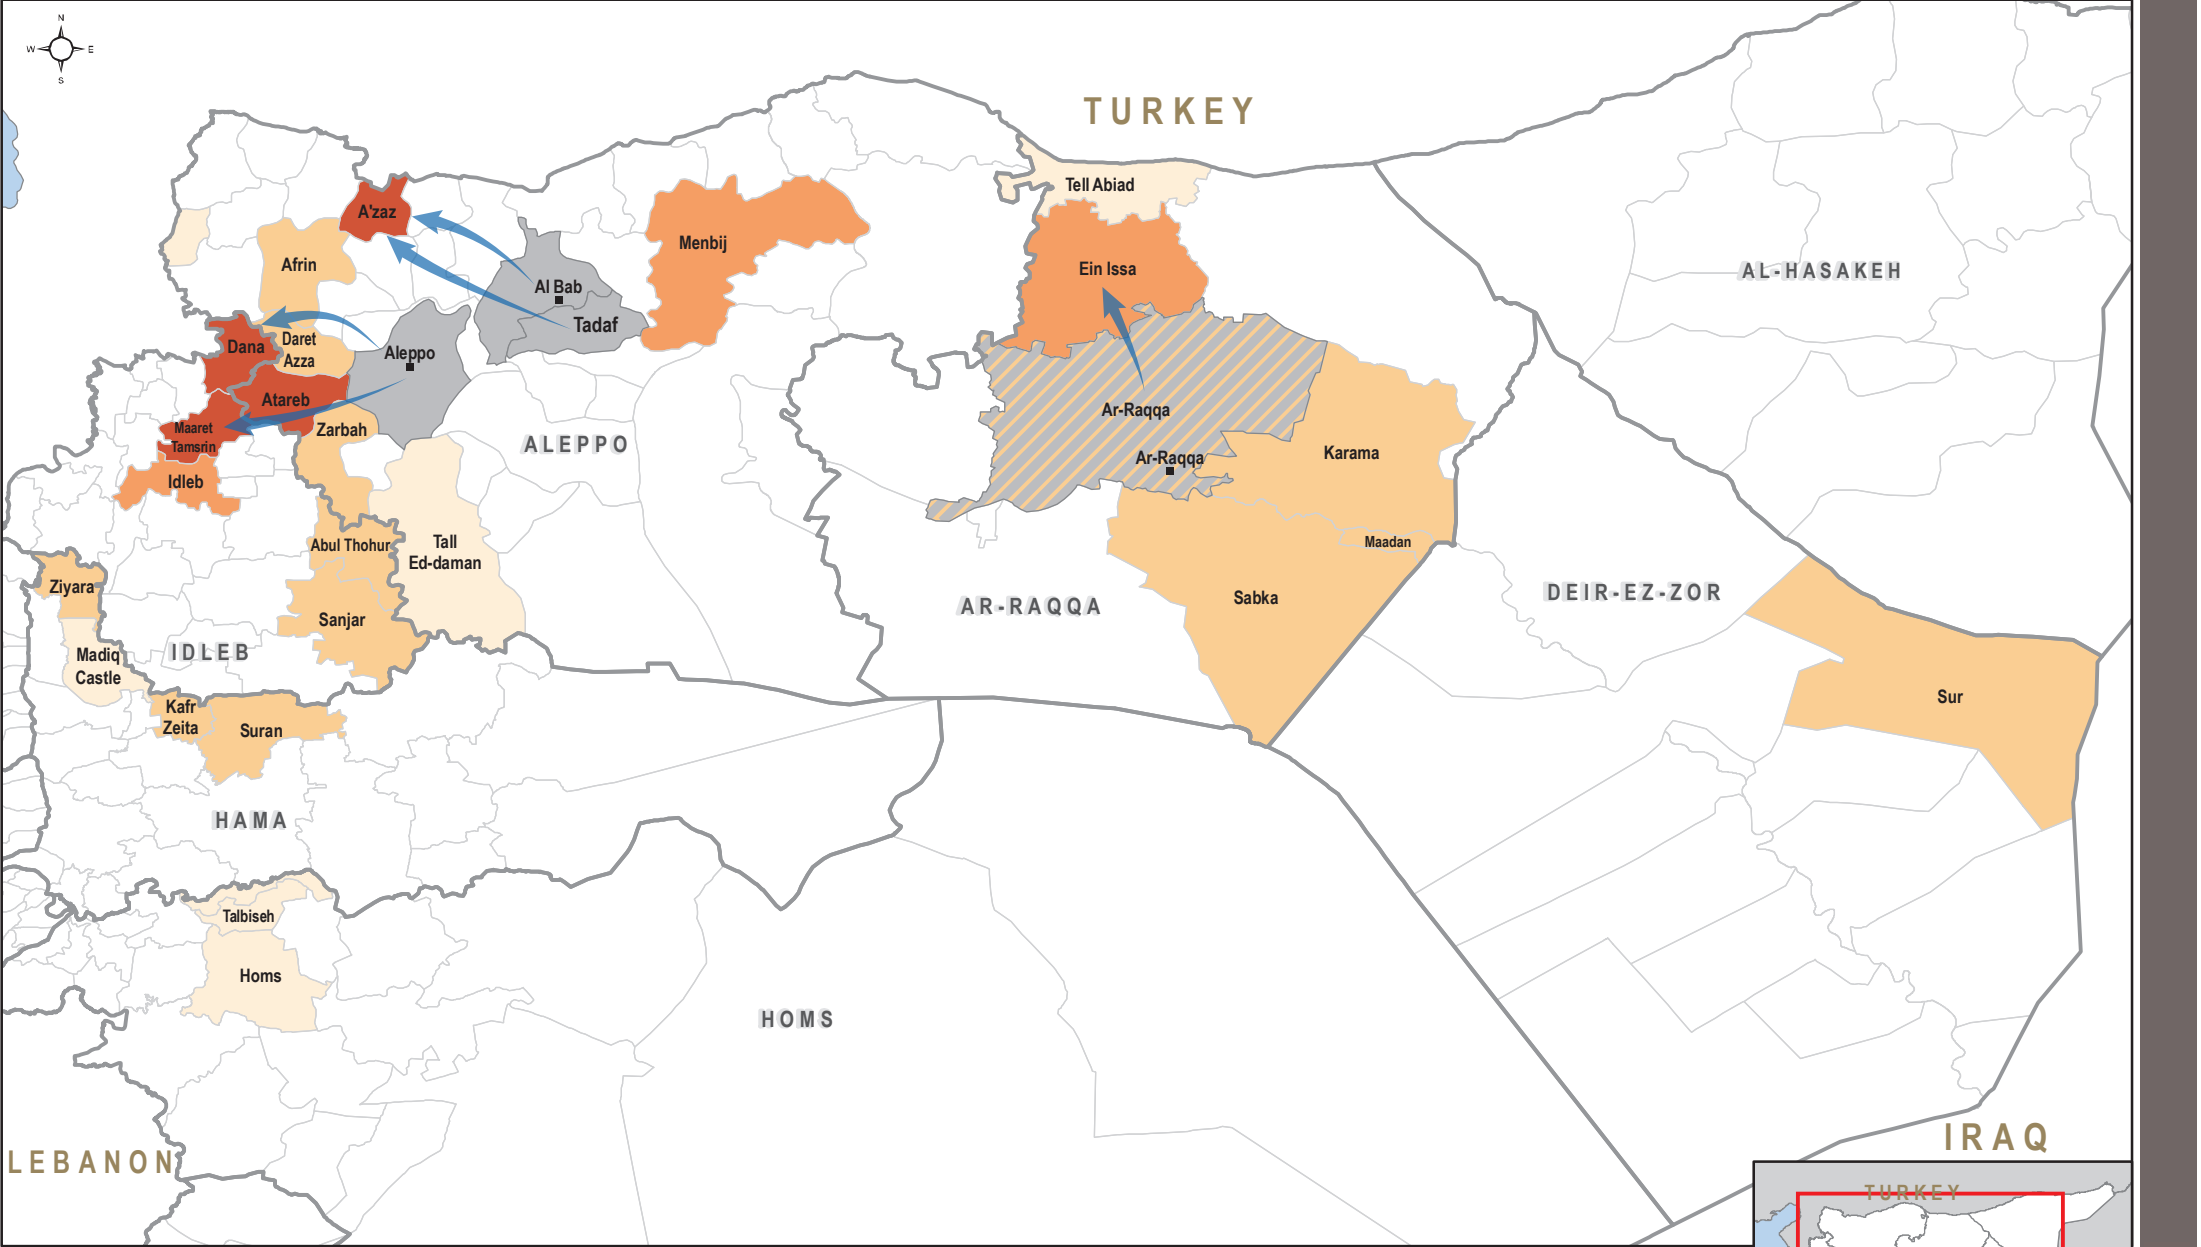 N
W
E
S
TURKEY
Tell Abiad
A'zaz
Menbij
Afrin
Ein Issa
AL-HASAKEH
Al Bab
Tadaf
Daret
Azza
Dana
Aleppo
Atareb
Ar-Raqqa
Maaret
Tamsrin
Zarbah
ALEPPO
Karama
Ar-Raqqa
Idleb
Abul Thohur
Tall
Ed-daman
Maadan
Ziyara
DEIR-EZ-ZOR
Sabka
AR-RAQQA
Sanjar
IDLEB
Madiq
Castle
Sur
Kafr
Zeita
Suran
HAMA
Talbiseh
Homs
HOMS
IRAQ
LEBANON
TURKEY